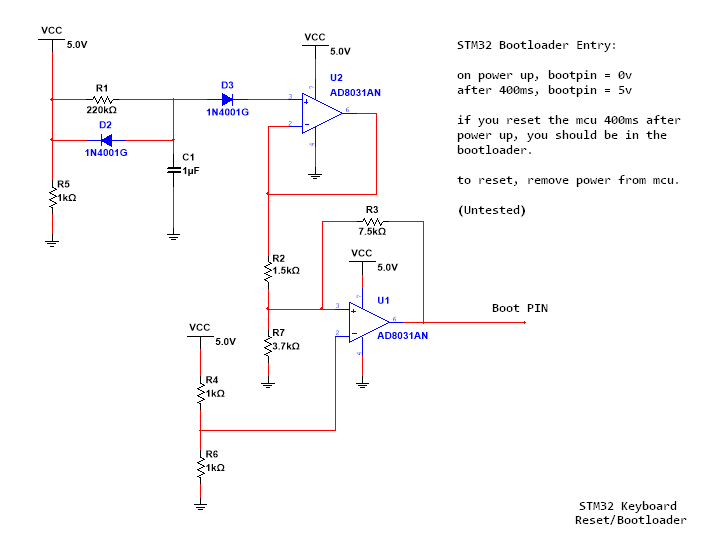 VCC
5.0V
VCC
5.0V
STM32 Bootloader Entry:
on power up, bootpin = 0v
after 400ms, bootpin = 5v
if you reset the mcu 400ms after
power up, you should be in the
bootloader.
to reset, remove power from mcu.
(Untested)
R1
220kΩ
D3
1N4001G
U2
AD8031AN
3
2
7
6
4
D2
1N4001G
C1
1µF
R5
1kΩ
R3
7.5kΩ
R2
1.5kΩ
VCC
5.0V
U1
AD8031AN
3
2
7
6
4
Boot PIN
R7
3.7kΩ
VCC
5.0V
R4
1kΩ
R6
1kΩ
STM32 Keyboard
Reset/Bootloader